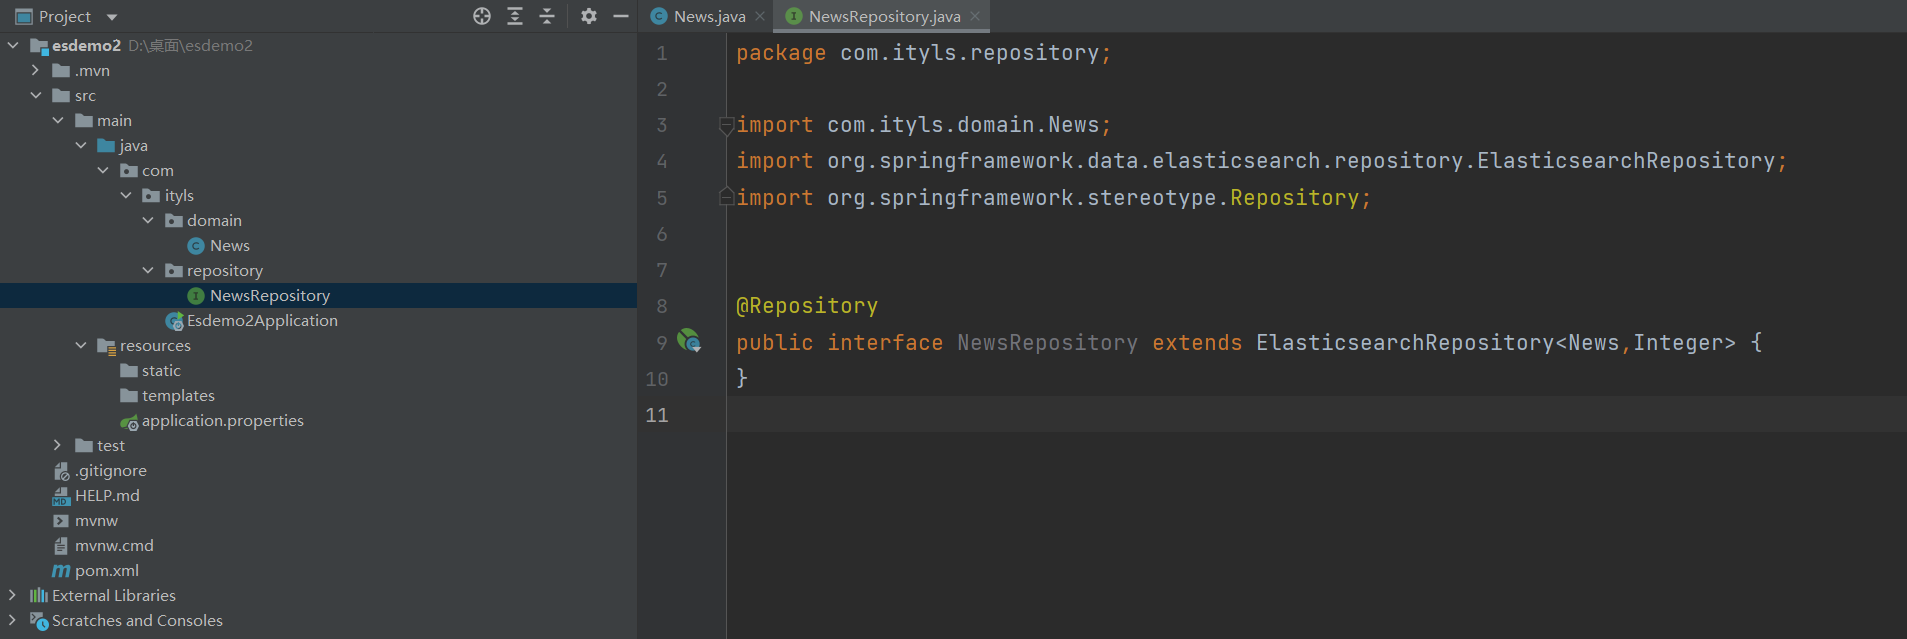 Project
esdemo2 D:\桌面\esdemo2
.mvn
src
main
java
com
ityls
domain
News
repository
NewsRepository
Esdemo2Application
resources
static
templates
application.properties
test
.gitignore
HELP.md
mvnw
mvnw.cmd
pom.xml
External Libraries
Scratches and Consoles
News.java NewsRepository.java
1 package com.ityls.repository;
2
3 import com.ityls.domain.News;
4 import org.springframework.data.elasticsearch.repository.ElasticsearchRepository;
5 import org.springframework.stereotype.Repository;
6
7
8 @Repository
9 public interface NewsRepository extends ElasticsearchRepository<News,Integer> {
10 }
11